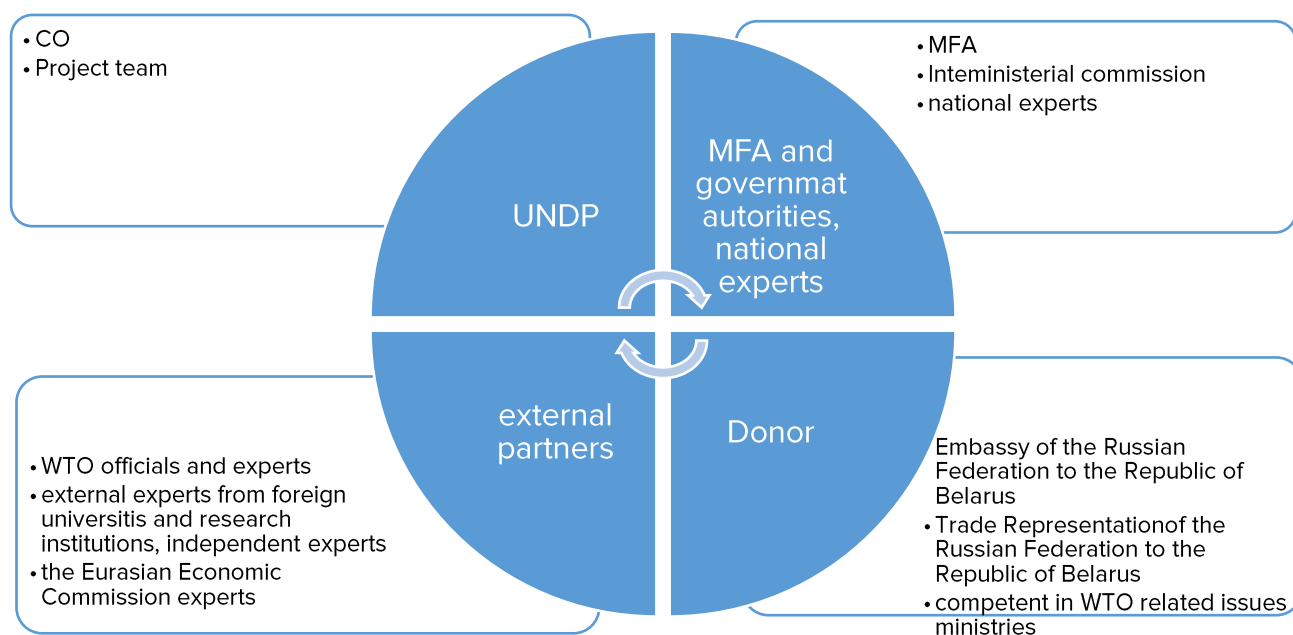 • CO
• Project team
• MFA
• Inteministerial commission
• national experts
UNDP
MFA and
governmat
autorities,
national
experts
external
partners
Donor
• WTO officials and experts
• external experts from foreign
universitis and research
institutions, independent experts
• the Eurasian Economic
Commission experts
Embassy of the Russian
Federation to the Republic of
Belarus
• Trade Representationof the
Russian Federation to the
Republic of Belarus
• competent in WTO related issues
ministries